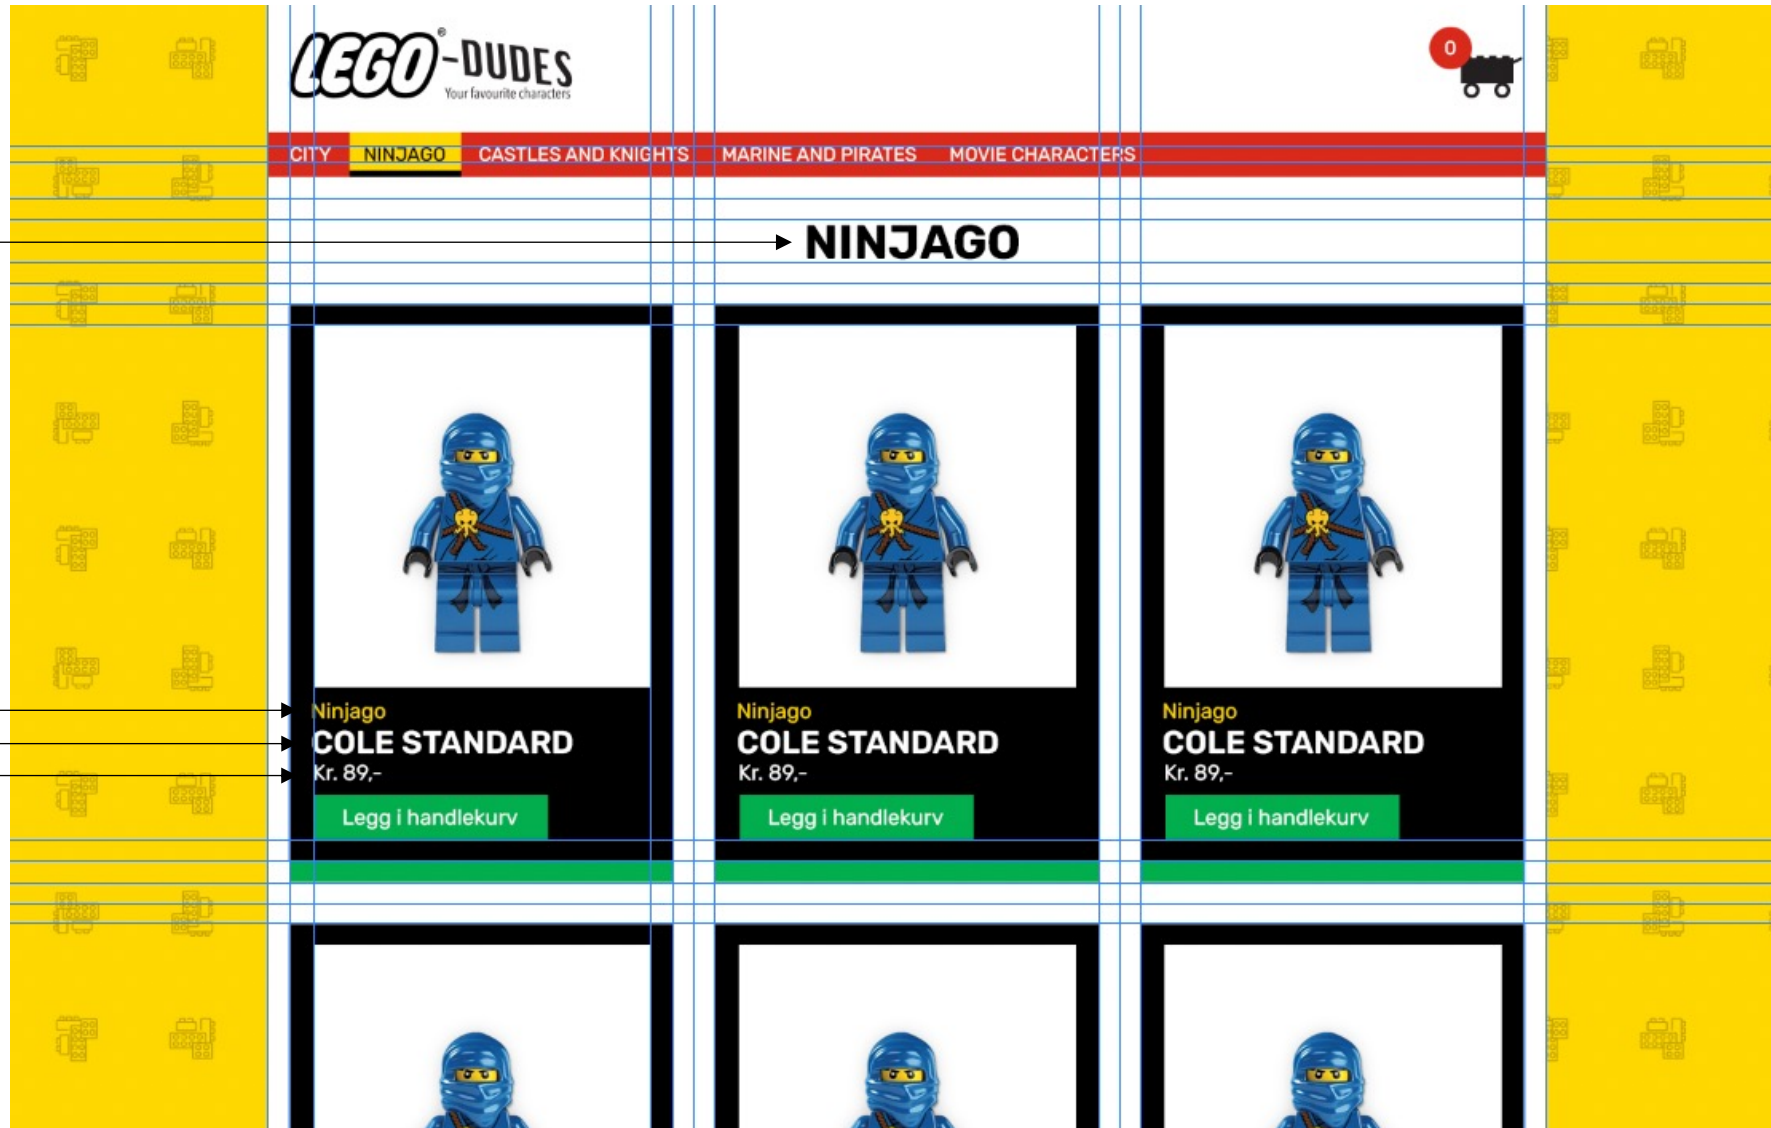 LEGO®-DUDES
Your favourite characters
0
CITY NINJAGO CASTLES AND KNIGHTS MARINE AND PIRATES MOVIE CHARACTERS
NINJAGO
Ninjago
COLE STANDARD
Kr. 89,-
Legg i handlekurv
Ninjago
COLE STANDARD
Kr. 89,-
Legg i handlekurv
Ninjago
COLE STANDARD
Kr. 89,-
Legg i handlekurv